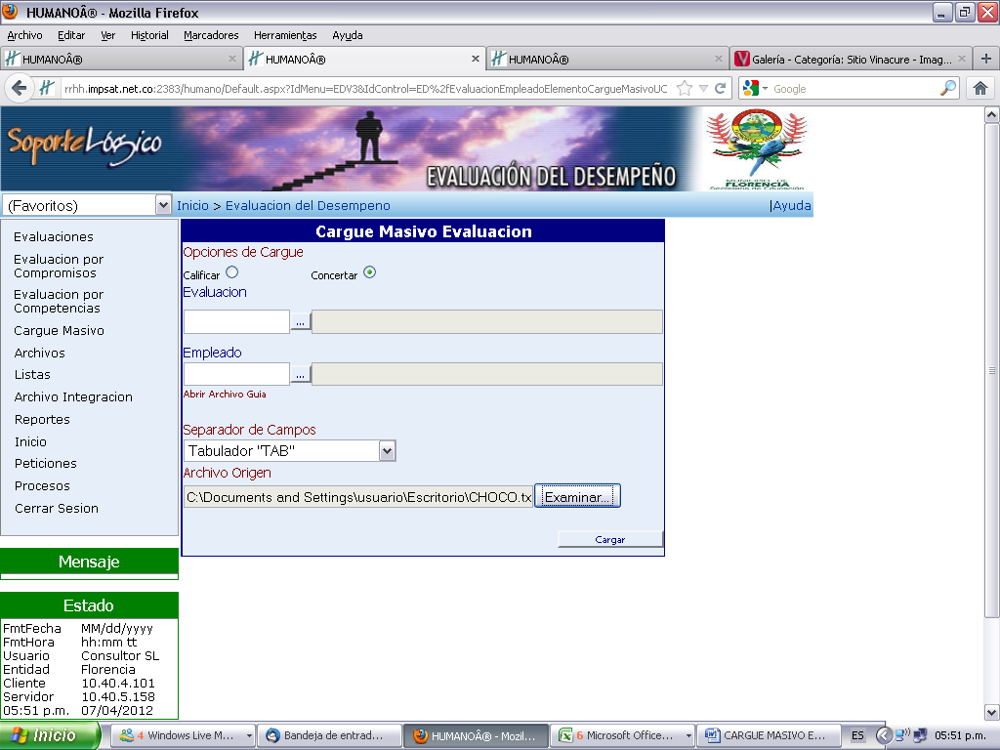 HUMANOÂ® - Mozilla Firefox
Archivo Editar Ver Historial Marcadores Herramientas Ayuda
HUMANOÂ® HUMANOÂ® HUMANOÂ® Galería - Categoría: Sitio Vinacure - Imag...
rrhh.impsat.net.co:2383/humano/Default.aspx?IdMenu=EDV3&IdControl=ED%2fEvaluacionEmpleadoElementoCargueMasivoUC Google
Soporte Lógico
EVALUACIÓN DEL DESEMPEÑO
MUNICIPIO DE
FLORENCIA
Secretaria de Educación
(Favoritos) Inicio > Evaluacion del Desempeno |Ayuda
Evaluaciones
Evaluacion por
Compromisos
Evaluacion por
Competencias
Cargue Masivo
Archivos
Listas
Archivo Integracion
Reportes
Inicio
Peticiones
Procesos
Cerrar Sesion
Cargue Masivo Evaluacion
Opciones de Cargue
Calificar Concertar
Evaluacion
...
Empleado
...
Abrir Archivo Guia
Separador de Campos
Tabulador "TAB"
Archivo Origen
C:\Documents and Settings\usuario\Escritorio\CHOCO.tx Examinar...
Cargar
Mensaje
Estado
FmtFecha MM/dd/yyyy
FmtHora hh:mm tt
Usuario Consultor SL
Entidad Florencia
Cliente 10.40.4.101
Servidor 10.40.5.158
05:51 p.m. 07/04/2012
Inicio 4 Windows Live M... Bandeja de entrad... HUMANOÂ® - Mozil... 6 Microsoft Office... CARGUE MASIVO E... ES 05:51 p.m.